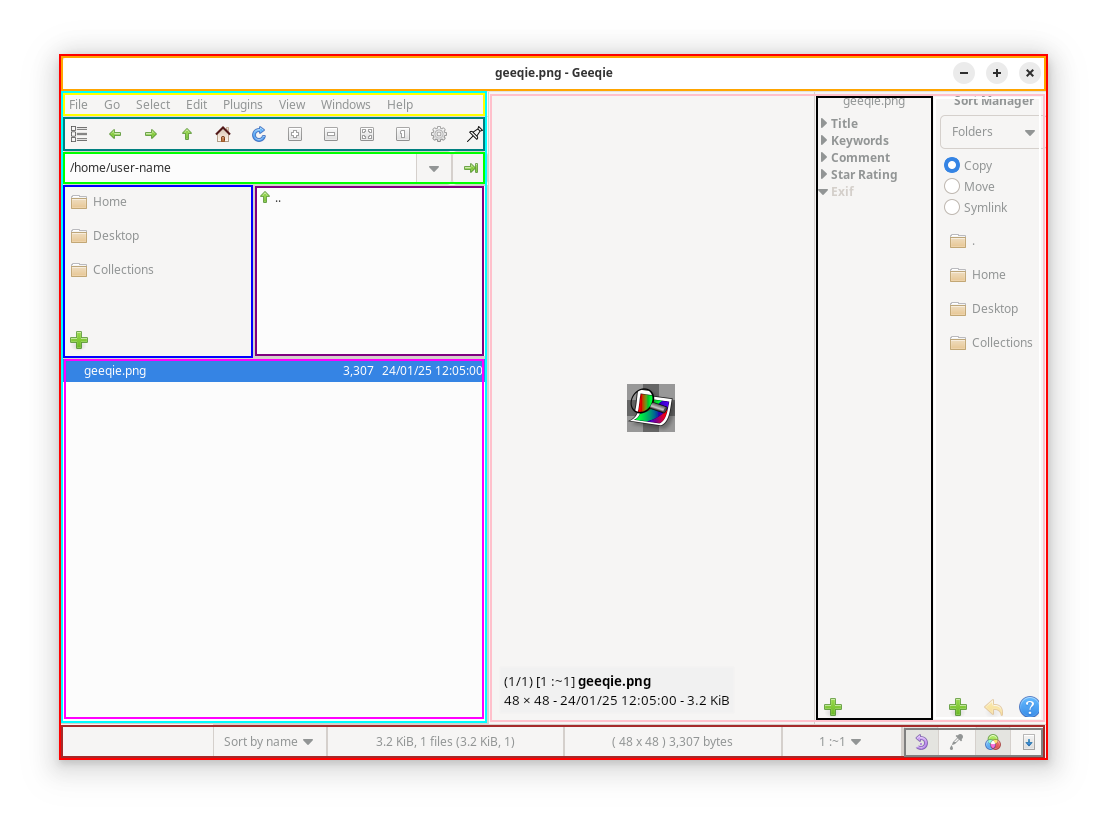 geeqie.png - Geeqie
File Go Select Edit Plugins View Windows Help
/home/user-name
Home
Desktop
Collections
..
geeqie.png 3,307 24/01/25 12:05:00
(1/1) [1 :~1] geeqie.png
48 × 48 - 24/01/25 12:05:00 - 3.2 KiB
geeqie.png
Title
Keywords
Comment
Star Rating
Exif
Sort Manager
Folders
Copy
Move
Symlink
.
Home
Desktop
Collections
Sort by name 3.2 KiB, 1 files (3.2 KiB, 1) ( 48 x 48 ) 3,307 bytes 1 :~1